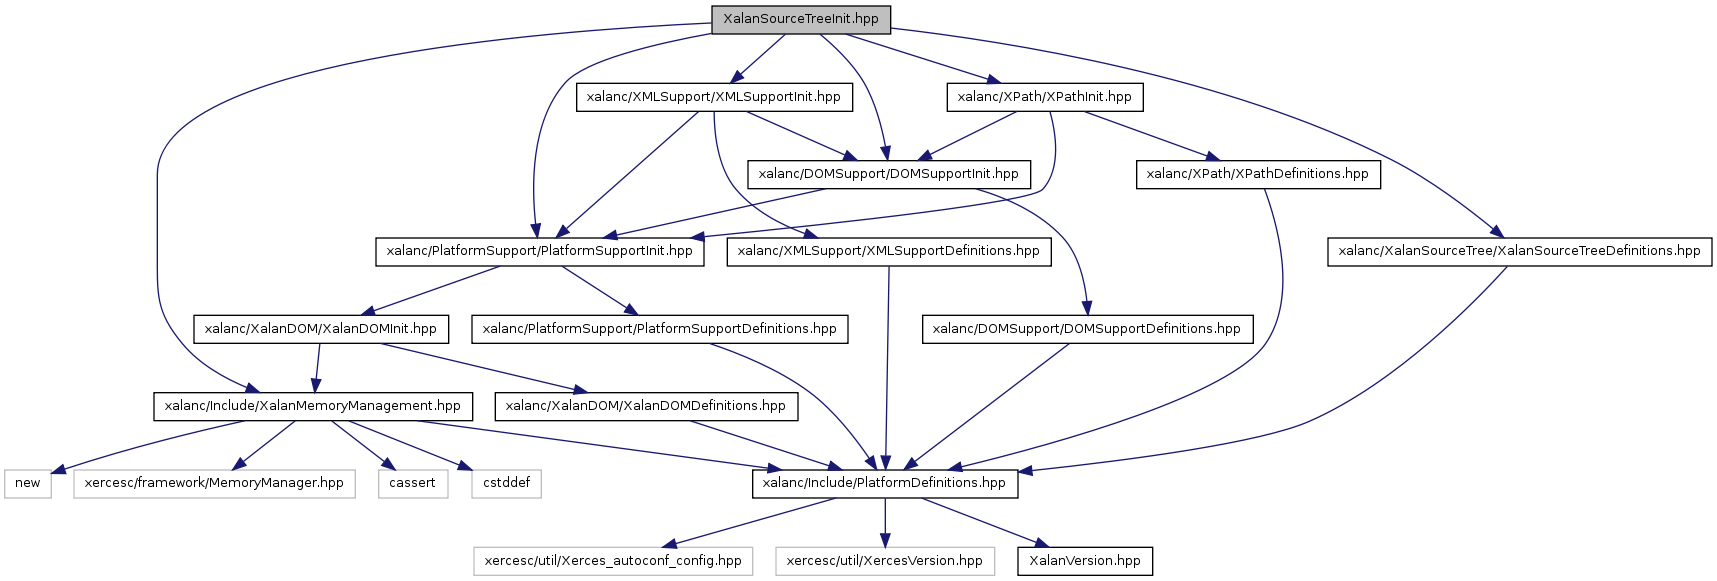 XalanSourceTreeInit.hpp
xalanc/XMLSupport/XMLSupportInit.hpp
xalanc/XPath/XPathInit.hpp
xalanc/DOMSupport/DOMSupportInit.hpp
xalanc/XPath/XPathDefinitions.hpp
xalanc/PlatformSupport/PlatformSupportInit.hpp
xalanc/XMLSupport/XMLSupportDefinitions.hpp
xalanc/XalanSourceTree/XalanSourceTreeDefinitions.hpp
xalanc/XalanDOM/XalanDOMInit.hpp
xalanc/PlatformSupport/PlatformSupportDefinitions.hpp
xalanc/DOMSupport/DOMSupportDefinitions.hpp
xalanc/Include/XalanMemoryManagement.hpp
xalanc/XalanDOM/XalanDOMDefinitions.hpp
new
xercesc/framework/MemoryManager.hpp
cassert
cstddef
xalanc/Include/PlatformDefinitions.hpp
xercesc/util/Xerces_autoconf_config.hpp
xercesc/util/XercesVersion.hpp
XalanVersion.hpp